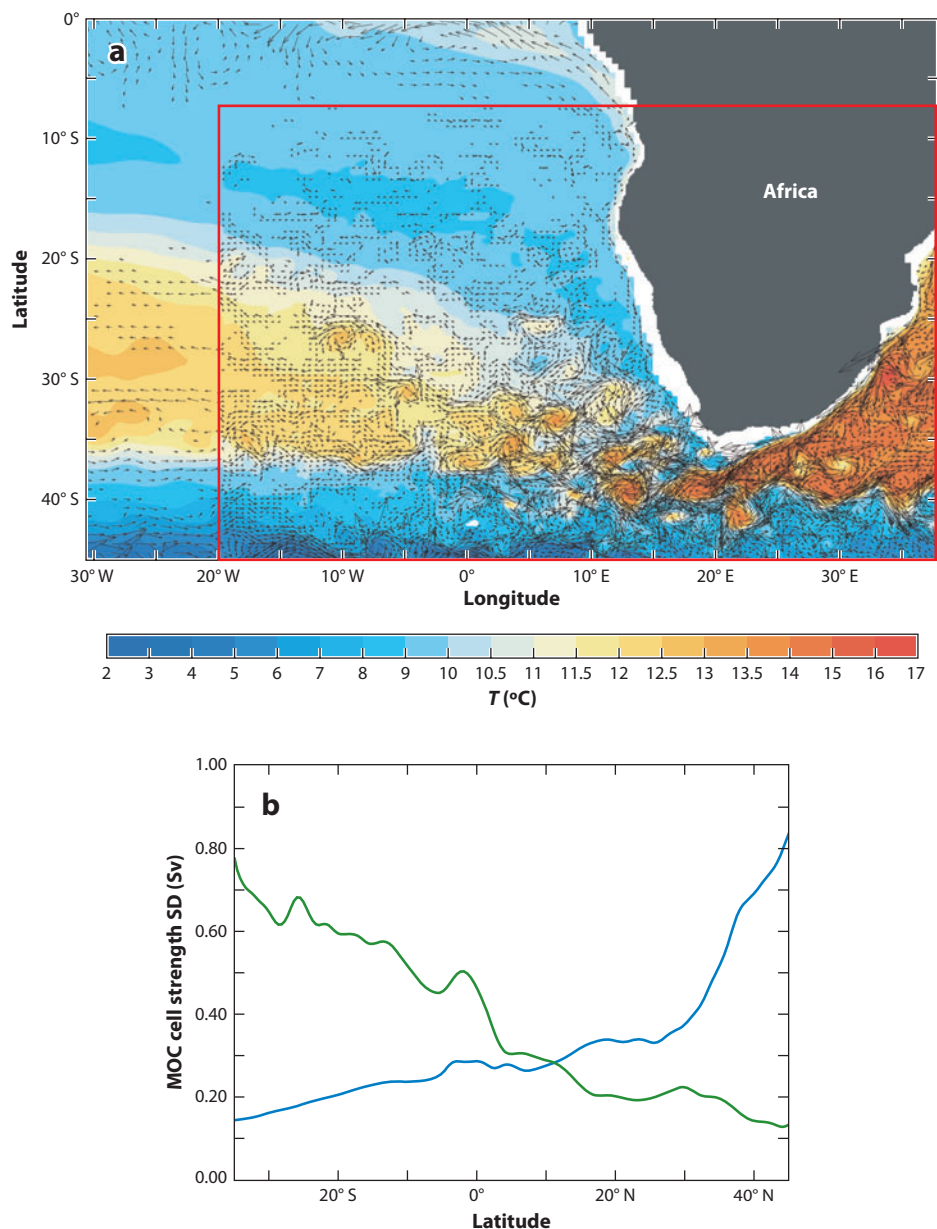 a
0°
10° S
20° S
30° S
40° S
Latitude
Africa
30° W 20° W 10° W 0° 10° E 20° E 30° E
Longitude
2 3 4 5 6 7 8 9 10 10.5 11 11.5 12 12.5 13 13.5 14 15 16 17
T (ºC)
b
1.00
0.80
0.60
0.40
0.20
0.00
MOC cell strength SD (Sv)
20° S 0° 20° N 40° N
Latitude